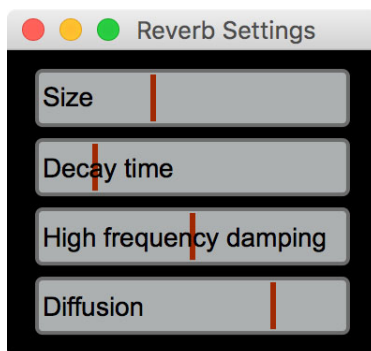 Reverb Settings
Size
Decay time
High frequency damping
Diffusion